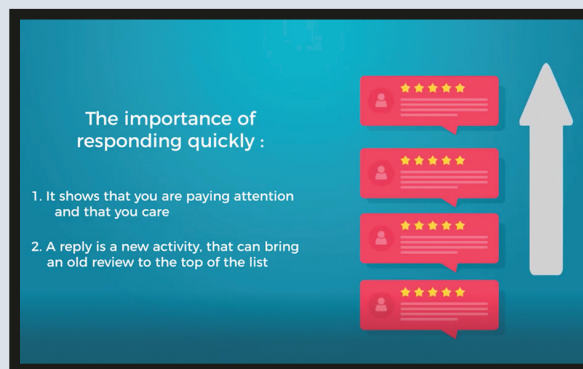 The importance of
responding quickly :
1. It shows that you are paying attention
and that you care
2. A reply is a new activity, that can bring
an old review to the top of the list